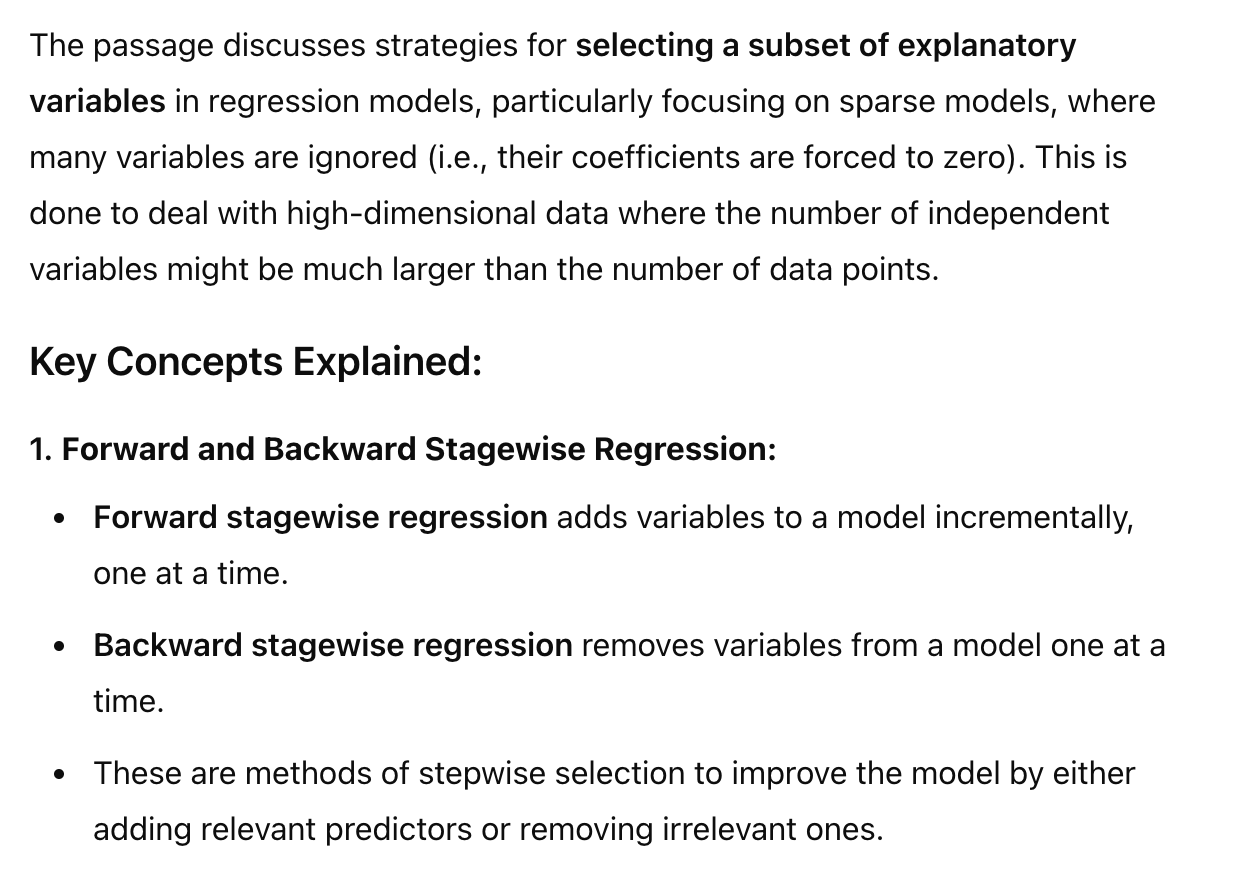 The passage discusses strategies for selecting a subset of explanatory
variables in regression models, particularly focusing on sparse models, where
many variables are ignored (i.e., their coefficients are forced to zero). This is
done to deal with high-dimensional data where the number of independent
variables might be much larger than the number of data points.
Key Concepts Explained:
1. Forward and Backward Stagewise Regression:
• Forward stagewise regression adds variables to a model incrementally,
one at a time.
• Backward stagewise regression removes variables from a model one at a
time.
• These are methods of stepwise selection to improve the model by either
adding relevant predictors or removing irrelevant ones.